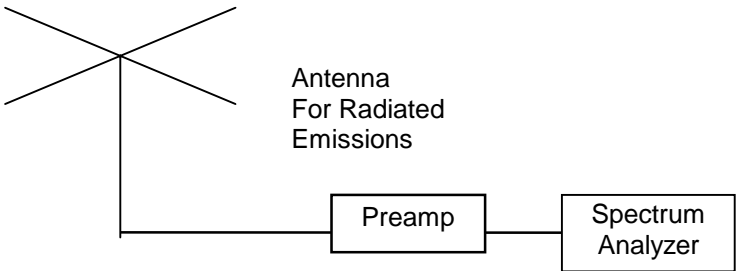 Antenna
For Radiated
Emissions
Preamp
Spectrum
Analyzer